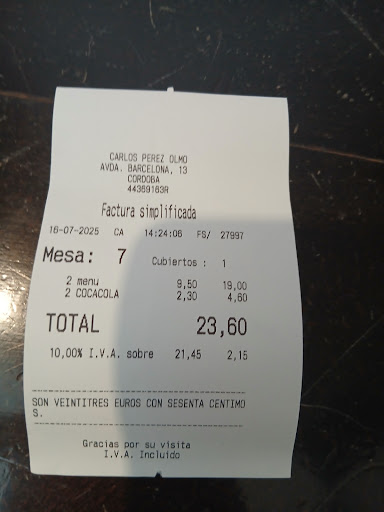 CARLOS PEREZ OLMO
AVDA. BARCELONA, 13
CORDOBA
44369163R
Factura simplificada
16-07-2025 CA 14:24:06 FS/ 27997
Mesa: 7 Cubiertos : 1
2 menu 9,50 19,00
2 COCACOLA 2,30 4,60
TOTAL 23,60
10,00% I.V.A. sobre 21,45 2,15
SON VEINTITRES EUROS CON SESENTA CENTIMO
S.
Gracias por su visita
I.V.A. Incluido